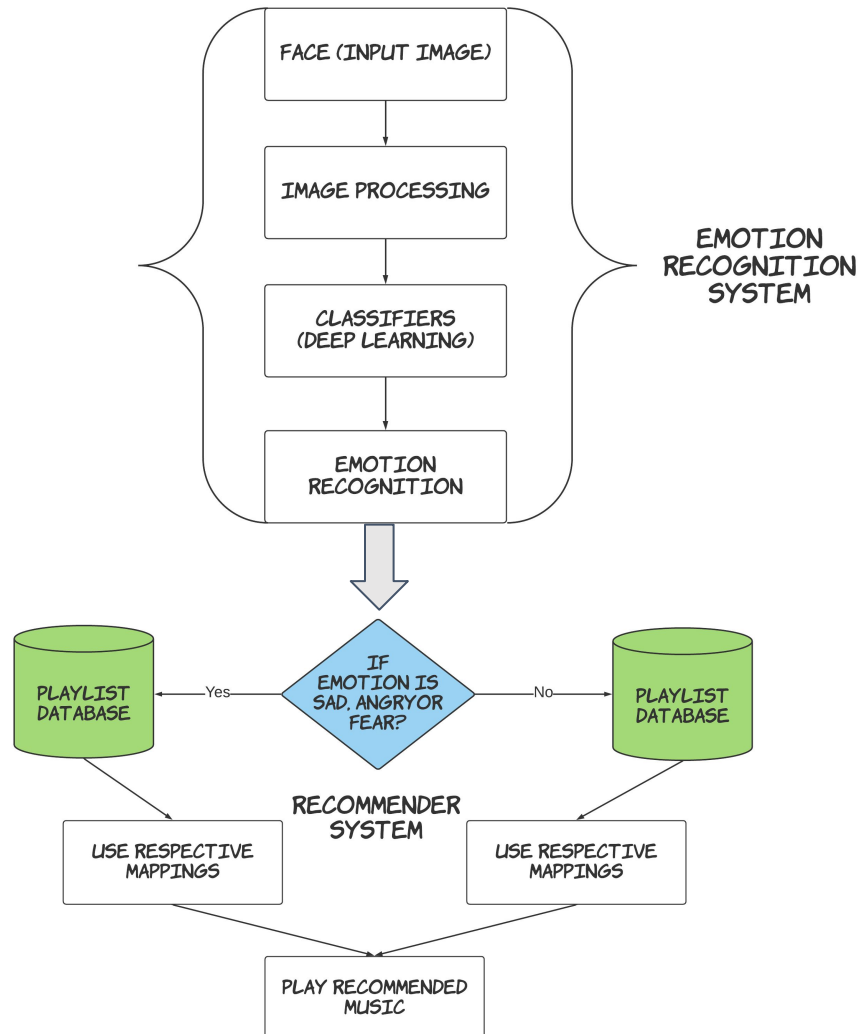 FACE (INPUT IMAGE)
IMAGE PROCESSING
EMOTION
RECOGNITION
SYSTEM
CLASSIFIERS
(DEEP LEARNING)
EMOTION
RECOGNITION
IF
EMOTION IS
SAD, ANGRYOR
FEAR?
Yes
No
PLAYLIST
DATABASE
PLAYLIST
DATABASE
RECOMMENDER
SYSTEM
USE RESPECTIVE
MAPPINGS
USE RESPECTIVE
MAPPINGS
PLAY RECOMMENDED
MUSIC